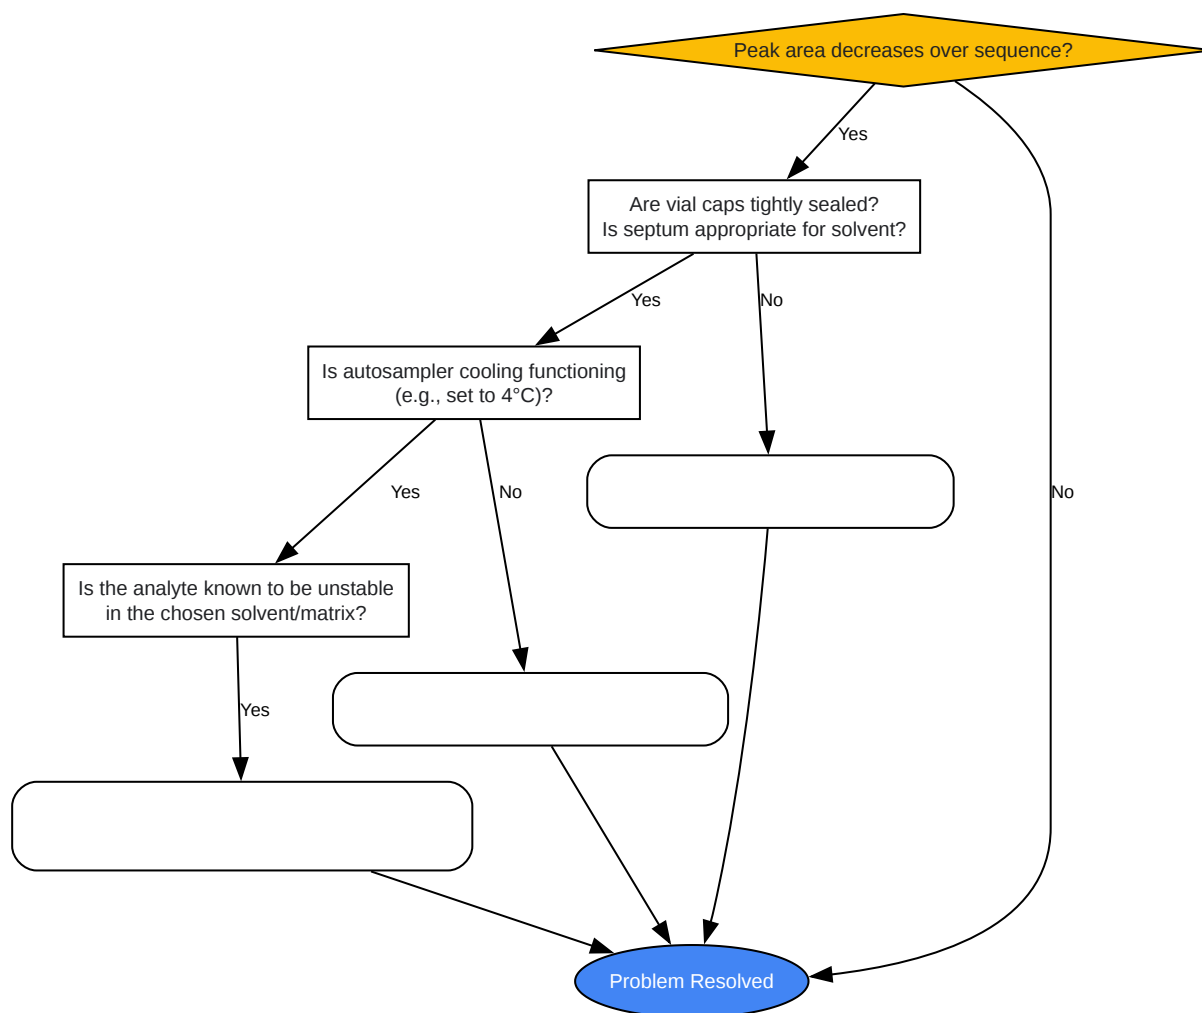 Peak area decreases over sequence?
Yes
Are vial caps tightly sealed?
Is septum appropriate for solvent?
Yes
No
Is autosampler cooling functioning
(e.g., set to 4°C)?
Yes
No
No
Is the analyte known to be unstable
in the chosen solvent/matrix?
Yes
Problem Resolved